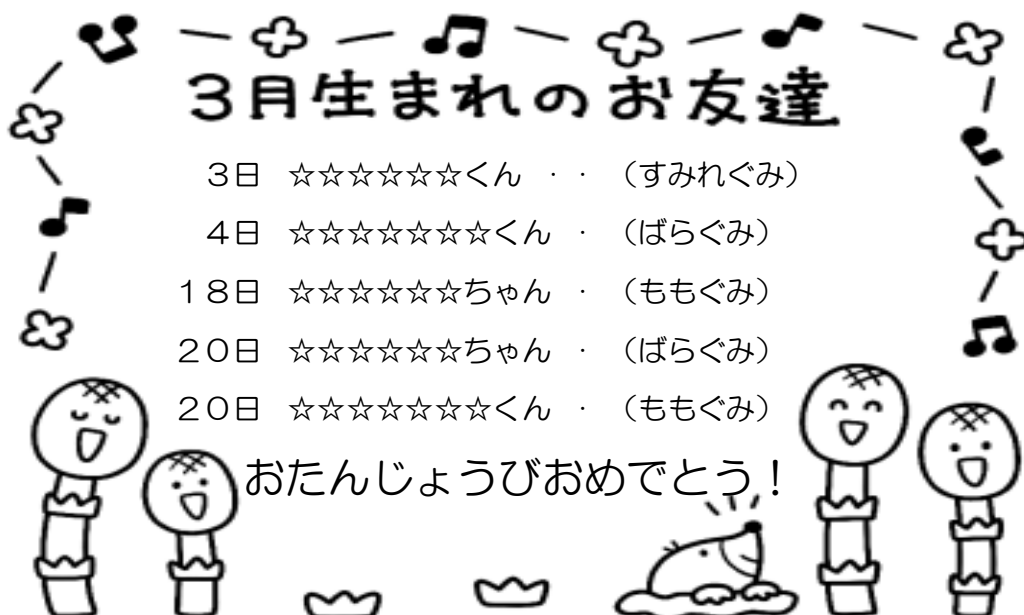 3月生まれのお友達
3日 ☆☆☆☆☆☆くん ・・ （すみれぐみ）
4日 ☆☆☆☆☆☆☆くん ・ （ばらぐみ）
18日 ☆☆☆☆☆☆ちゃん ・ （ももぐみ）
20日 ☆☆☆☆☆☆ちゃん ・ （ばらぐみ）
20日 ☆☆☆☆☆☆☆くん ・ （ももぐみ）
おたんじょうびおめでとう！